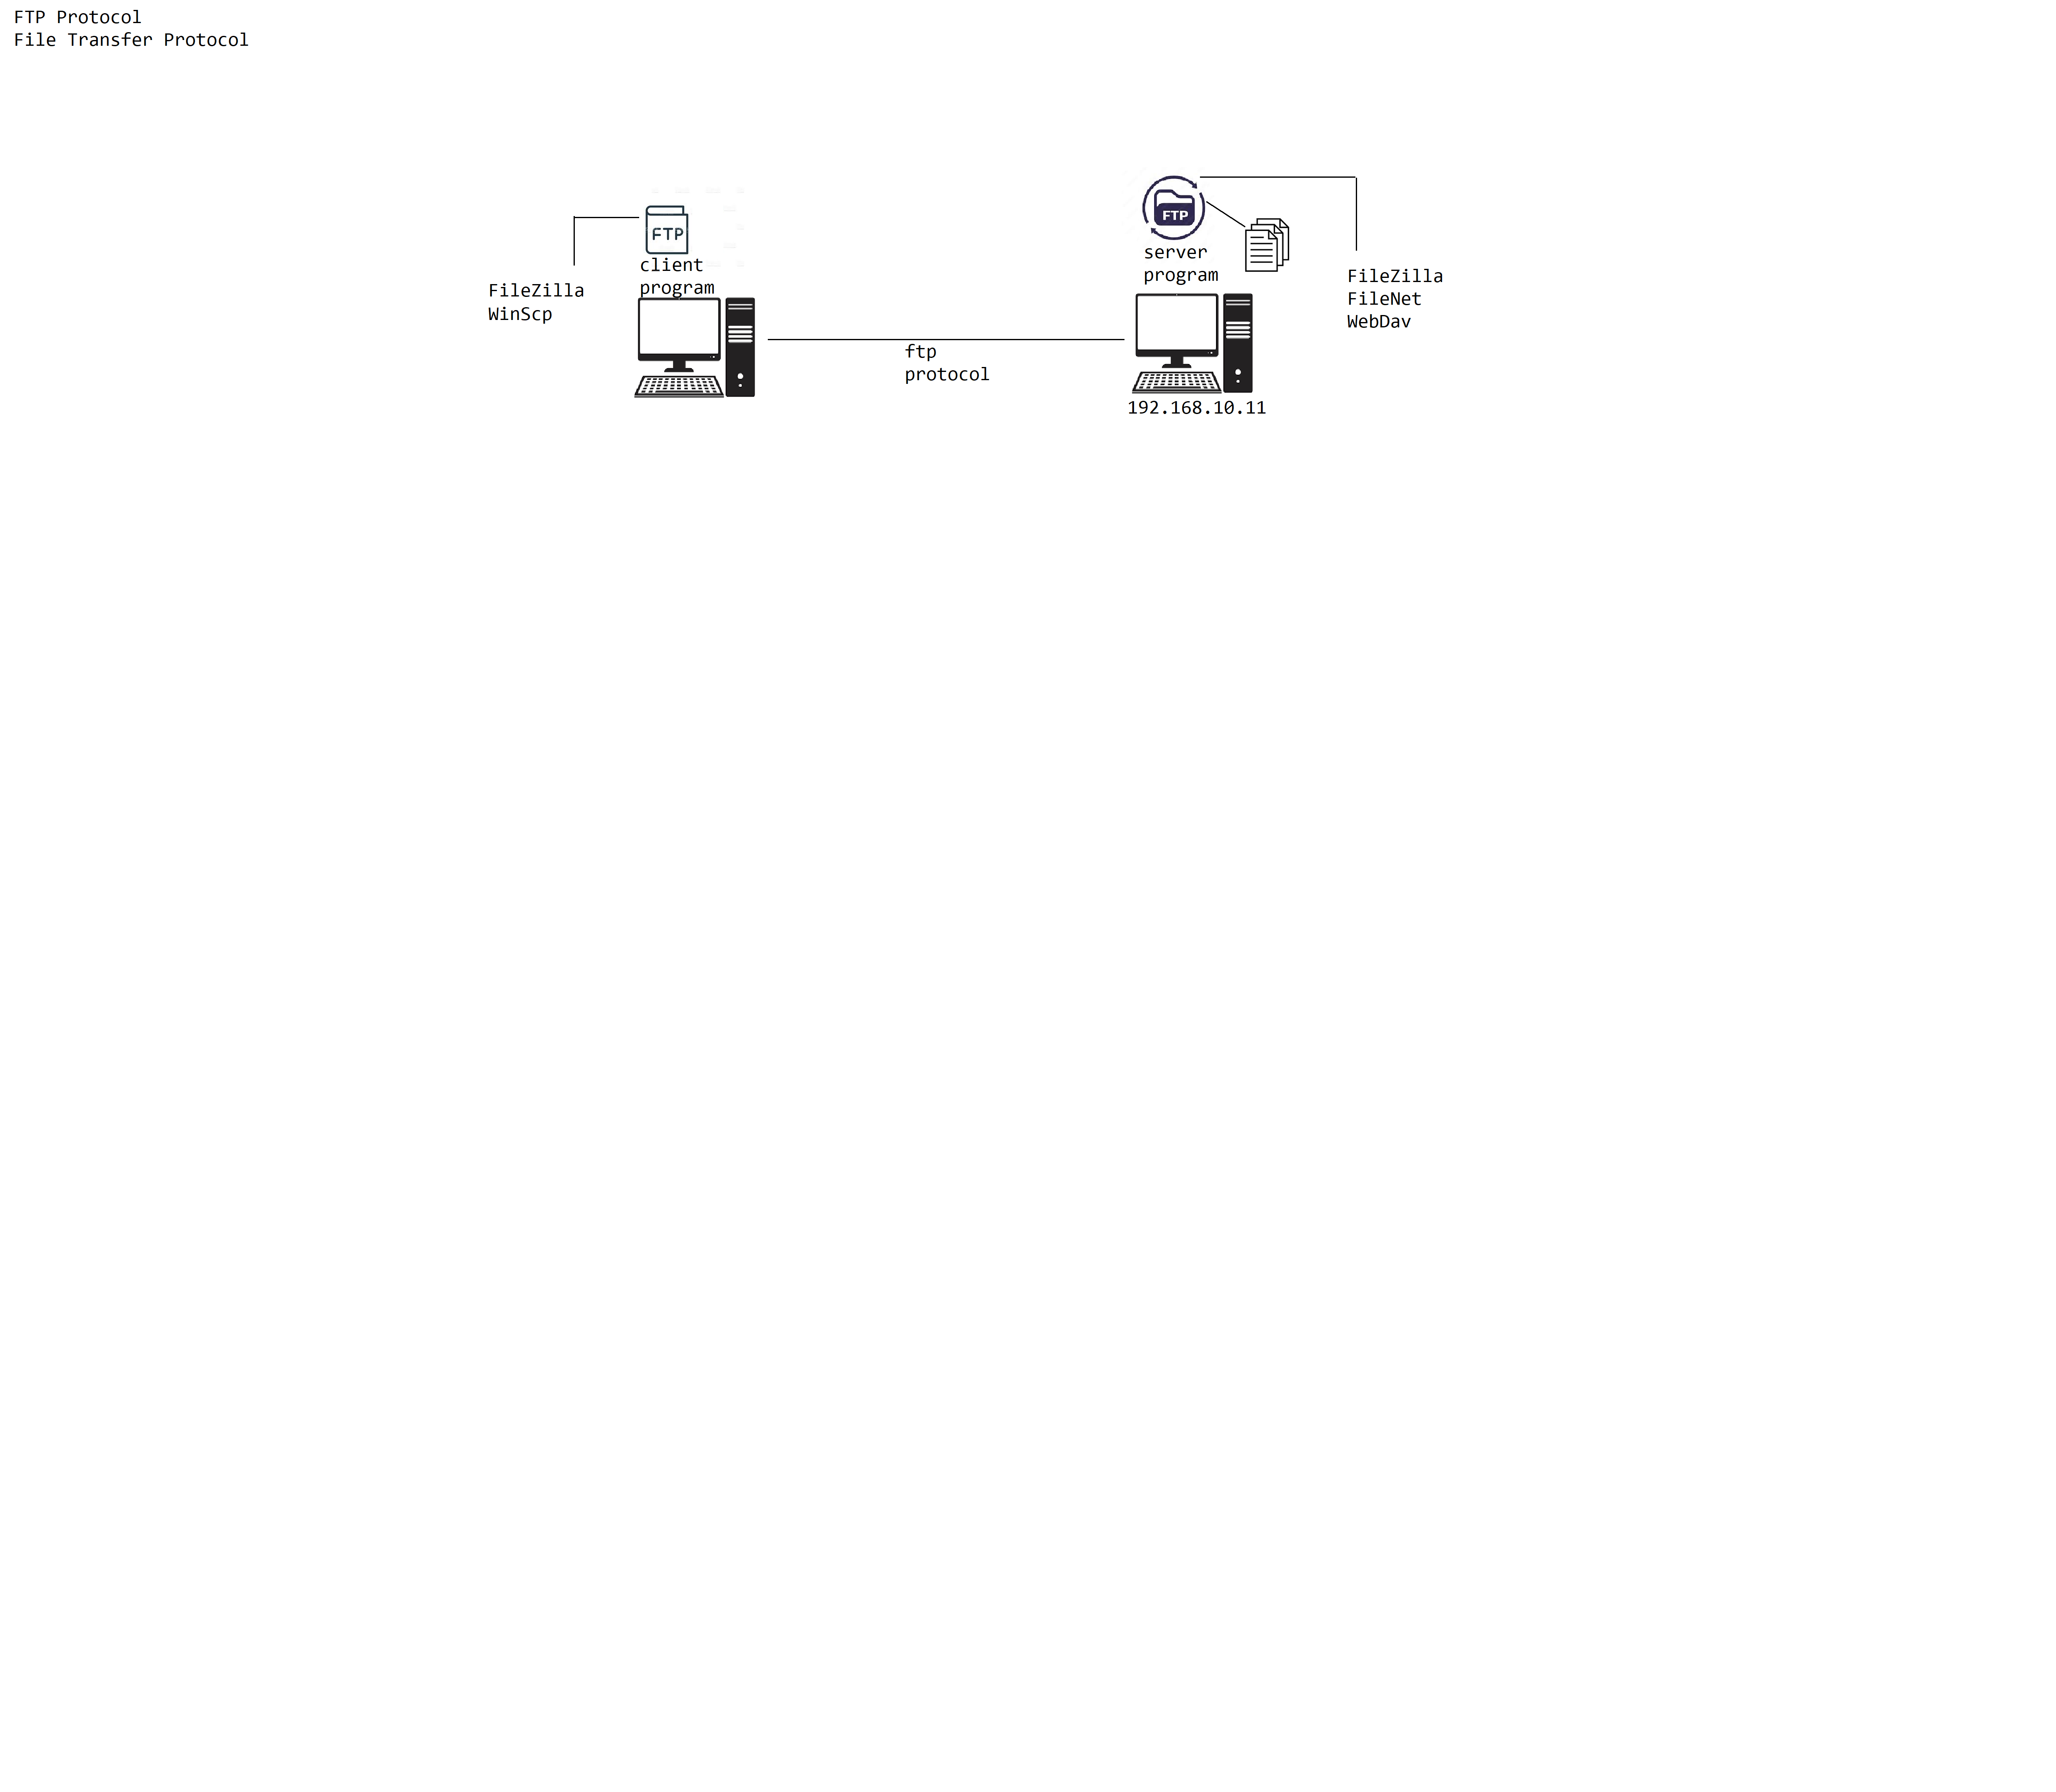 FTP Protocol
File Transfer Protocol
FTP
client
program
FileZilla
WinScp
ftp
protocol
FTP
server
program
192.168.10.11
FileZilla
FileNet
WebDav